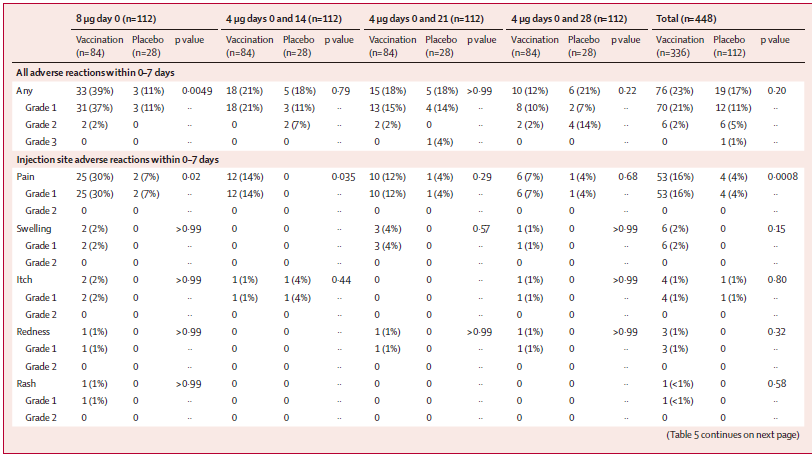 8 µg day 0 (n=112) 4 µg days 0 and 14 (n=112) 4 µg days 0 and 21 (n=112) 4 µg days 0 and 28 (n=112) Total (n=448)
Vaccination (n=84) Placebo (n=28) p value Vaccination (n=84) Placebo (n=28) p value Vaccination (n=84) Placebo (n=28) p value Vaccination (n=84) Placebo (n=28) p value Vaccination (n=336) Placebo (n=112) p value
All adverse reactions within 0–7 days
Any 33 (39%) 3 (11%) 0·0049 18 (21%) 5 (18%) 0·79 15 (18%) 5 (18%) >0·99 10 (12%) 6 (21%) 0·22 76 (23%) 19 (17%) 0·20
Grade 1 31 (37%) 3 (11%) ·· 18 (21%) 3 (11%) ·· 13 (15%) 4 (14%) ·· 8 (10%) 2 (7%) ·· 70 (21%) 12 (11%) ··
Grade 2 2 (2%) 0 ·· 0 2 (7%) ·· 2 (2%) 0 ·· 2 (2%) 4 (14%) ·· 6 (2%) 6 (5%) ··
Grade 3 0 0 ·· 0 0 ·· 0 1 (4%) ·· 0 0 ·· 0 1 (1%) ··
Injection site adverse reactions within 0–7 days
Pain 25 (30%) 2 (7%) 0·02 12 (14%) 0 0·035 10 (12%) 1 (4%) 0·29 6 (7%) 1 (4%) 0·68 53 (16%) 4 (4%) 0·0008
Grade 1 25 (30%) 2 (7%) ·· 12 (14%) 0 ·· 10 (12%) 1 (4%) ·· 6 (7%) 1 (4%) ·· 53 (16%) 4 (4%) ··
Grade 2 0 0 ·· 0 0 ·· 0 0 ·· 0 0 ·· 0 0 ··
Swelling 2 (2%) 0 >0·99 0 0 ·· 3 (4%) 0 0·57 1 (1%) 0 >0·99 6 (2%) 0 0·15
Grade 1 2 (2%) 0 ·· 0 0 ·· 3 (4%) 0 ·· 1 (1%) 0 ·· 6 (2%) 0 ··
Grade 2 0 0 ·· 0 0 ·· 0 0 ·· 0 0 ·· 0 0 ··
Itch 2 (2%) 0 >0·99 1 (1%) 1 (4%) 0·44 0 0 ·· 1 (1%) 0 >0·99 4 (1%) 1 (1%) 0·80
Grade 1 2 (2%) 0 ·· 1 (1%) 1 (4%) ·· 0 0 ·· 1 (1%) 0 ·· 4 (1%) 1 (1%) ··
Grade 2 0 0 ·· 0 0 ·· 0 0 ·· 0 0 ·· 0 0 ··
Redness 1 (1%) 0 >0·99 0 0 ·· 1 (1%) 0 >0·99 1 (1%) 0 >0·99 3 (1%) 0 0·32
Grade 1 1 (1%) 0 ·· 0 0 ·· 1 (1%) 0 ·· 1 (1%) 0 ·· 3 (1%) 0 ··
Grade 2 0 0 ·· 0 0 ·· 0 0 ·· 0 0 ·· 0 0 ··
Rash 1 (1%) 0 >0·99 0 0 ·· 0 0 ·· 0 0 ·· 1 (<1%) 0 0·58
Grade 1 1 (1%) 0 ·· 0 0 ·· 0 0 ·· 0 0 ·· 1 (<1%) 0 ··
Grade 2 0 0 ·· 0 0 ·· 0 0 ·· 0 0 ·· 0 0 ··
(Table 5 continues on next page)